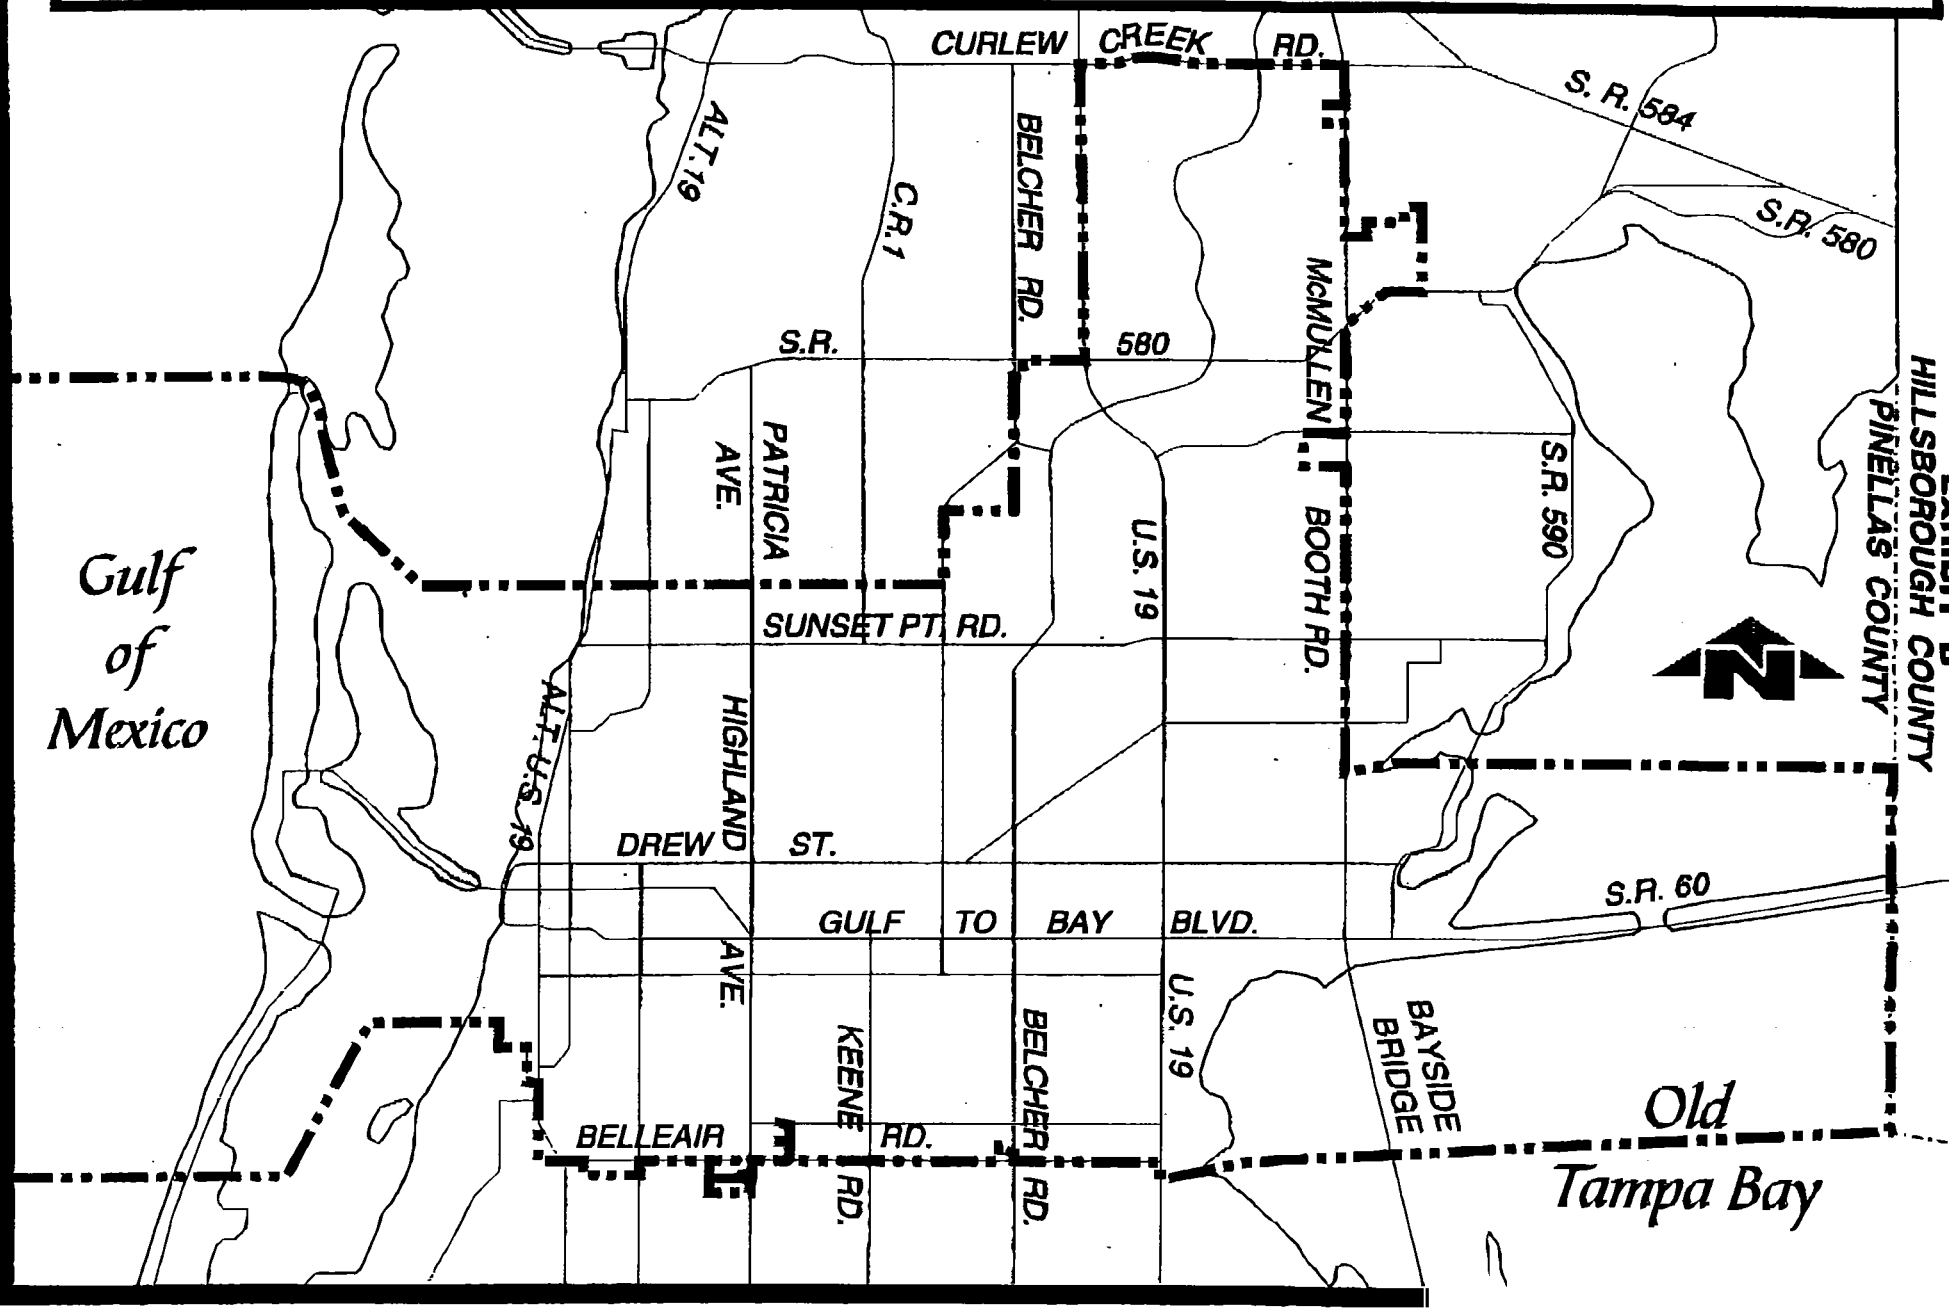 CURLEW CREEK RD.
S. R. 584
ALT. 19
BELCHER RD.
C.R. 1
S.R. 580
McMULLEN BOOTH RD.
S.R. 580
HILLSBOROUGH COUNTY
PINELLAS COUNTY
PATRICIA
AVE.
S.R. 590
U.S. 19
Gulf
of
Mexico
SUNSET PT. RD.
N
ALT. U.S. 19
HIGHLAND AVE.
DREW ST.
S.R. 60
GULF TO BAY BLVD.
U.S. 19
BAYSIDE
BRIDGE
KEENE RD.
BELCHER RD.
BELLEAIR RD.
Old
Tampa Bay